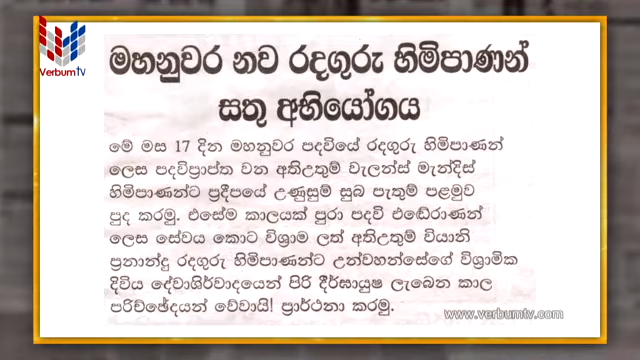 VerbumTV
මහනුවර නව රදගුරු හිමිපාණන්
සතු අභියෝගය
මේ මස 17 දින මහනුවර පදවියේ රදගුරු හිමිපාණන්
ලෙස පදවිප්‍රාප්ත වන අතිඋතුම් වැලන්ස් මැන්දිස්
හිමිපාණන්ට ප්‍රදීපයේ උණුසුම් සුබ පැතුම් පළමුව
පුද කරමු. එසේම කාලයක් පුරා පදවි එඬේරාණන්
ලෙස සේවය කොට විශ්‍රාම ලත් අතිඋතුම් වියානි
ප්‍රනාන්දු රදගුරු හිමිපාණන්ට උන්වහන්සේගේ විශ්‍රාමික
දිවිය දේවාශිර්වාදයෙන් පිරි දීර්ඝායුෂ ලැබෙන කාල
පරිච්ඡේදයන් වේවායි! ප්‍රාර්ථනා කරමු.
www.verbumtv.com